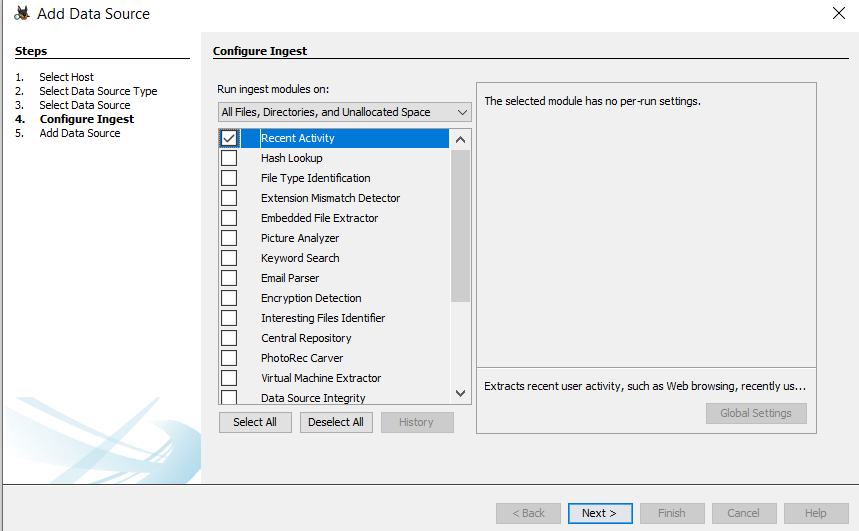 Add Data Source
Steps
1. Select Host
2. Select Data Source Type
3. Select Data Source
4. Configure Ingest
5. Add Data Source
Configure Ingest
Run ingest modules on:
All Files, Directories, and Unallocated Space
Recent Activity
Hash Lookup
File Type Identification
Extension Mismatch Detector
Embedded File Extractor
Picture Analyzer
Keyword Search
Email Parser
Encryption Detection
Interesting Files Identifier
Central Repository
PhotoRec Carver
Virtual Machine Extractor
Data Source Integrity
Select All
Deselect All
History
The selected module has no per-run settings.
Extracts recent user activity, such as Web browsing, recently us...
Global Settings
< Back
Next >
Finish
Cancel
Help